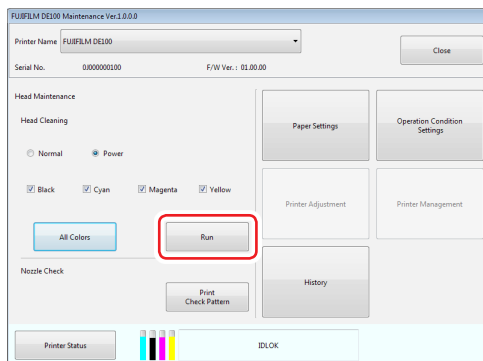 FUJIFILM DE100 Maintenance Ver.1.0.0.0
Printer Name FUJIFILM DE100
Close
Serial No. 0J000000100 F/W Ver. : 01.00.00
Head Maintenance
Head Cleaning
Normal Power
Black Cyan Magenta Yellow
All Colors Run
Nozzle Check
Print
Check Pattern
Paper Settings
Operation Condition
Settings
Printer Adjustment
Printer Management
History
Printer Status
IDLOK